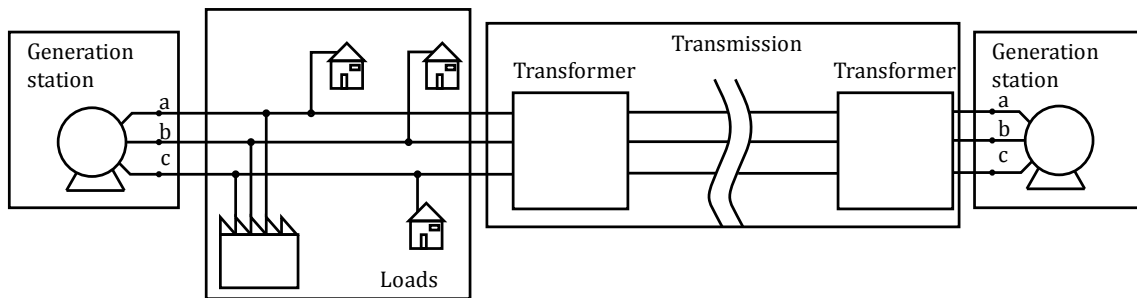 Generation
station
a
b
c
Loads
Transmission
Transformer
Transformer
Generation
station
a
b
c